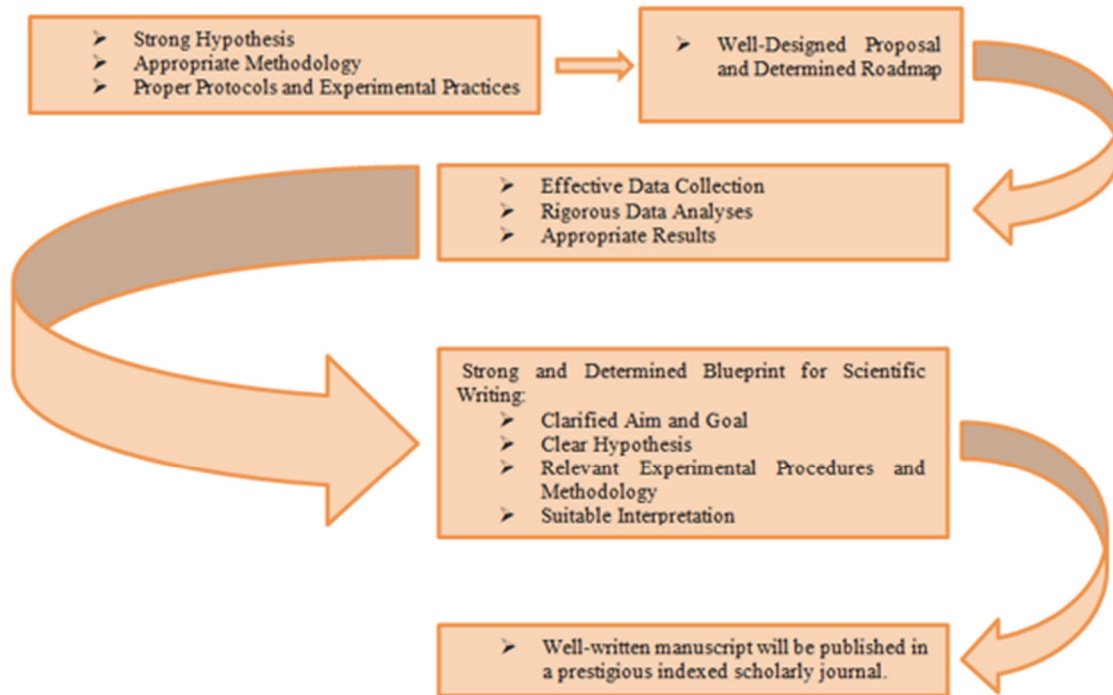 ➢ Strong Hypothesis
➢ Appropriate Methodology
➢ Proper Protocols and Experimental Practices
➢ Well-Designed Proposal
and Determined Roadmap
➢ Effective Data Collection
➢ Rigorous Data Analyses
➢ Appropriate Results
Strong and Determined Blueprint for Scientific
Writing:
➢ Clarified Aim and Goal
➢ Clear Hypothesis
➢ Relevant Experimental Procedures and
Methodology
➢ Suitable Interpretation
➢ Well-written manuscript will be published in
a prestigious indexed scholarly journal.